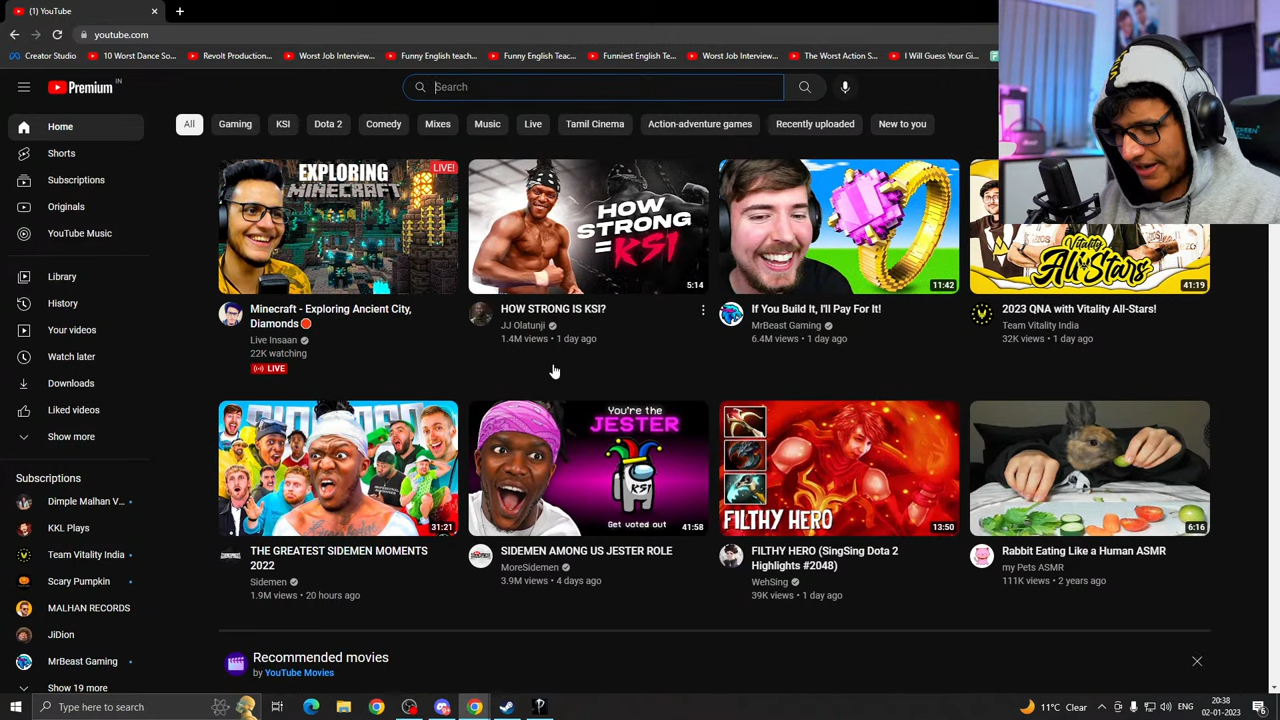 (1) YouTube
youtube.com
Creator Studio
10 Worst Dance So...
Revolt Production...
Worst Job Interview...
Funny English teach...
Funny English Teac...
Funniest English Te...
Worst Job Interview...
The Worst Action S...
I Will Guess Your Gi...
Premium IN
Search
All
Gaming
KSI
Dota 2
Comedy
Mixes
Music
Live
Tamil Cinema
Action-adventure games
Recently uploaded
New to you
Home
Shorts
Subscriptions
Originals
YouTube Music
Library
History
Your videos
Watch later
Downloads
Liked videos
Show more
Subscriptions
Dimple Malhan V...
KKL Plays
Team Vitality India
Scary Pumpkin
MALHAN RECORDS
JiDion
MrBeast Gaming
Show 19 more
EXPLORING
MINECRAFT
LIVE!
Minecraft - Exploring Ancient City,
Diamonds
Live Insaan
22K watching
LIVE
HOW
STRONG
=KSI
5:14
HOW STRONG IS KSI?
JJ Olatunji
1.4M views • 1 day ago
11:42
If You Build It, I'll Pay For It!
MrBeast Gaming
6.4M views • 1 day ago
Vitality
All-Stars
41:19
2023 QNA with Vitality All-Stars!
Team Vitality India
32K views • 1 day ago
31:21
THE GREATEST SIDEMEN MOMENTS
2022
Sidemen
1.9M views • 20 hours ago
You're the
JESTER
KSI
Get voted out
41:58
SIDEMEN AMONG US JESTER ROLE
MoreSidemen
3.9M views • 4 days ago
FILTHY HERO
13:50
FILTHY HERO (SingSing Dota 2
Highlights #2048)
WehSing
39K views • 1 day ago
6:16
Rabbit Eating Like a Human ASMR
my Pets ASMR
111K views • 2 years ago
Recommended movies
by YouTube Movies
Type here to search
11°C Clear
ENG
20:38
02-01-2023